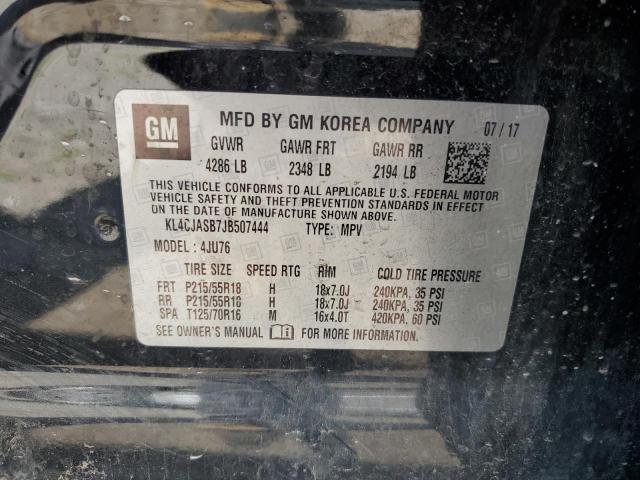 GM
MFD BY GM KOREA COMPANY 07/17
GVWR GAWR FRT GAWR RR
4286 LB 2348 LB 2194 LB
THIS VEHICLE CONFORMS TO ALL APPLICABLE U.S. FEDERAL MOTOR
VEHICLE SAFETY AND THEFT PREVENTION STANDARDS IN EFFECT ON
THE DATE OF MANUFACTURE SHOWN ABOVE.
KL4CJASB7JB507444 TYPE: MPV
MODEL: 4JU76
TIRE SIZE SPEED RTG RIM COLD TIRE PRESSURE
FRT P215/55R18 H 18x7.0J 240KPA, 35 PSI
RR P215/55R18 H 18x7.0J 240KPA, 35 PSI
SPA T125/70R16 M 16x4.0T 420KPA, 60 PSI
SEE OWNER'S MANUAL FOR MORE INFORMATION.